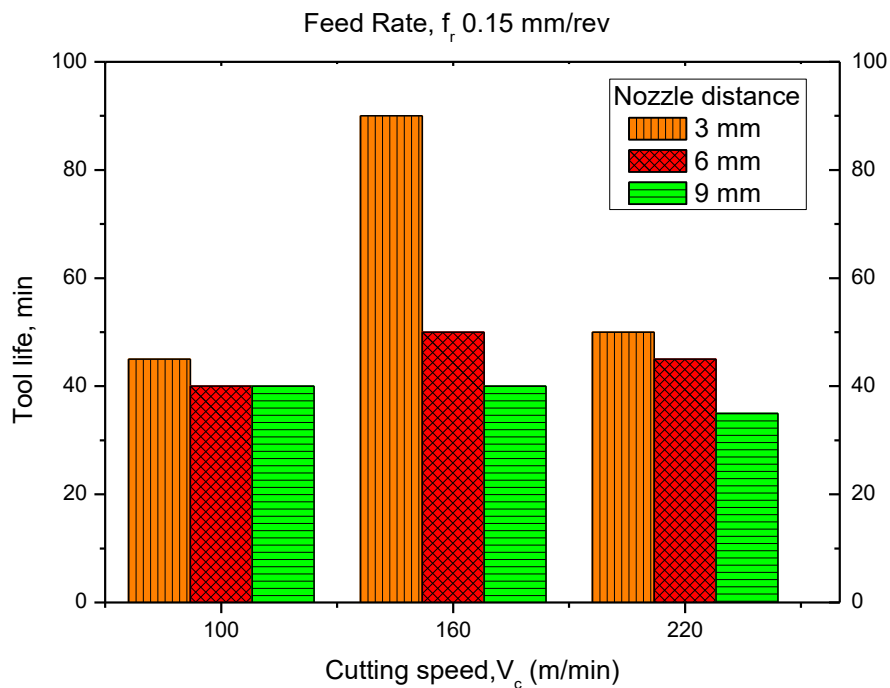 Feed Rate, fr 0.15 mm/rev
100
80
60
40
20
0
Tool life, min
Nozzle distance
3 mm
6 mm
9 mm
100
80
60
40
20
0
100 160 220
Cutting speed,Vc (m/min)